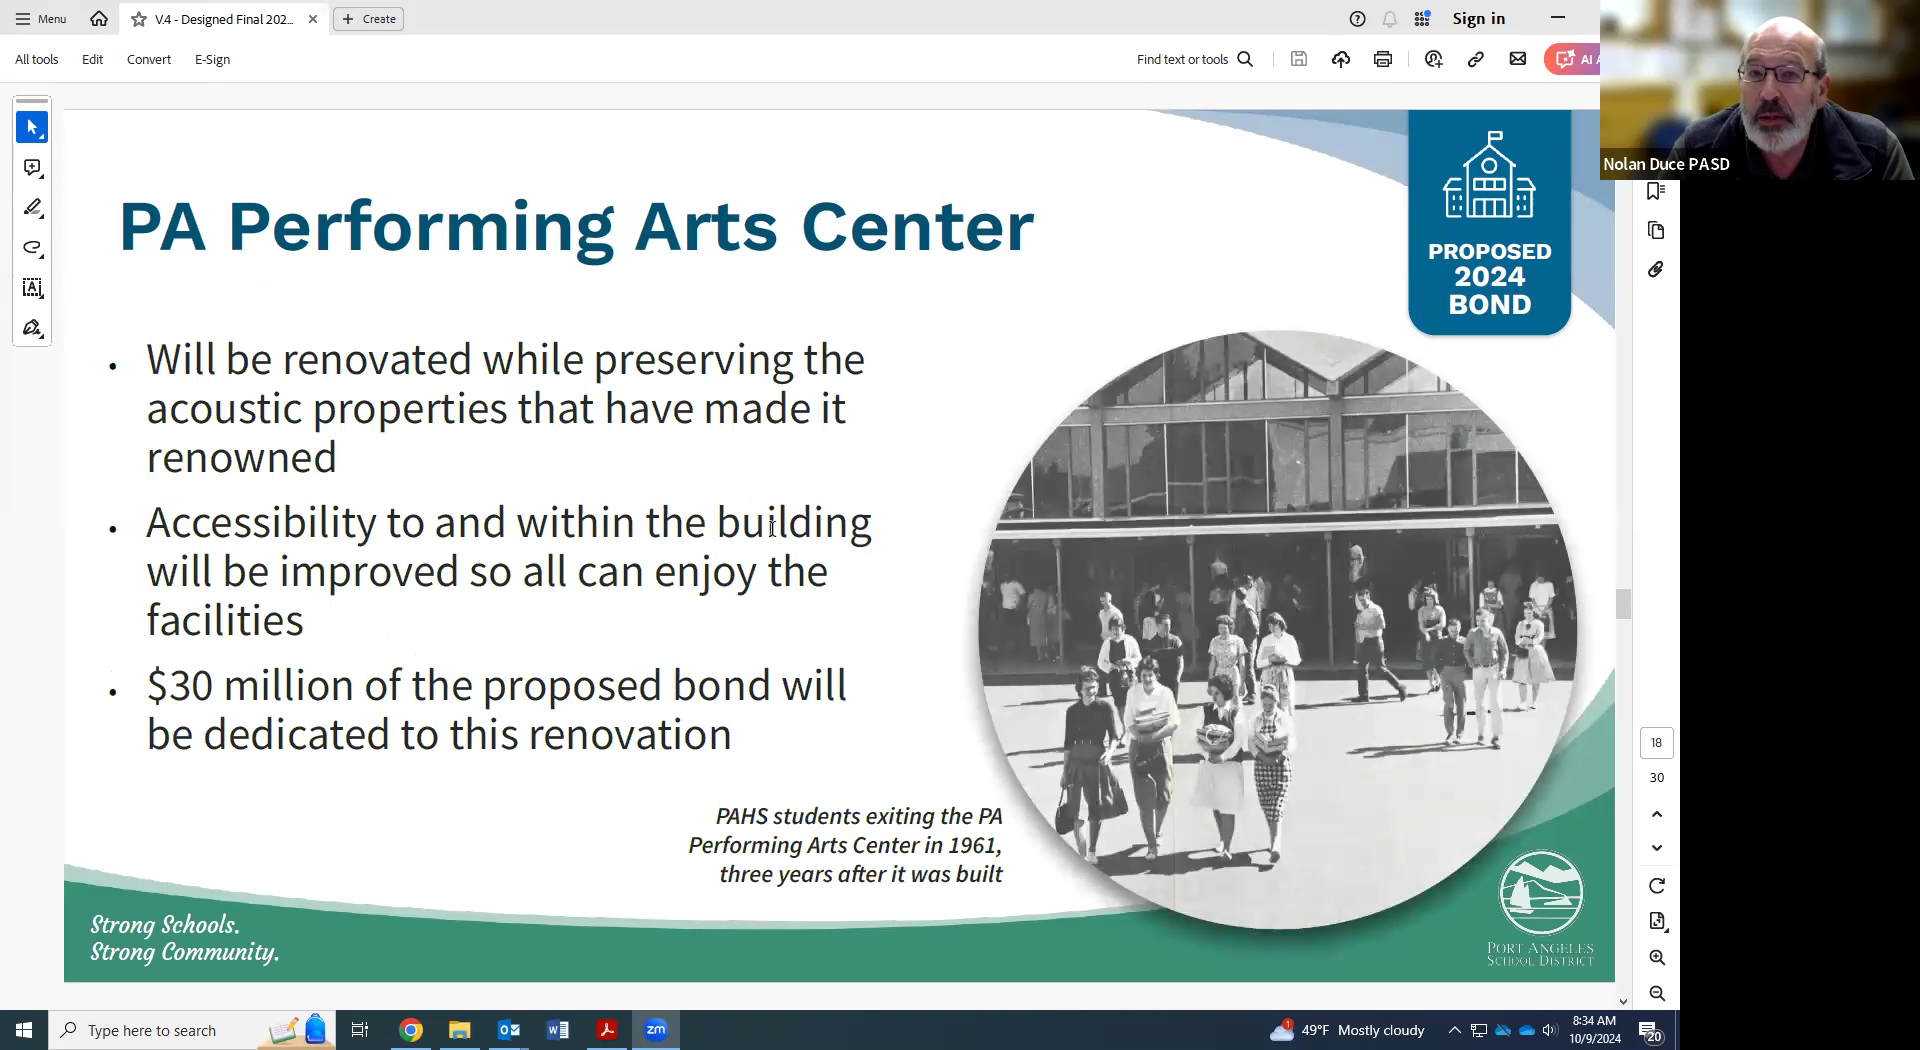 Menu
V.4 - Designed Final 202...
Create
Sign in
All tools
Edit
Convert
E-Sign
Find text or tools
AI A
Nolan Duce PASD
PROPOSED
2024
BOND
PA Performing Arts Center
• Will be renovated while preserving the
acoustic properties that have made it
renowned
• Accessibility to and within the building
will be improved so all can enjoy the
facilities
• $30 million of the proposed bond will
be dedicated to this renovation
PAHS students exiting the PA
Performing Arts Center in 1961,
three years after it was built
Strong Schools.
Strong Community.
PORT ANGELES
SCHOOL DISTRICT
18
30
Type here to search
zm
1
49°F Mostly cloudy
8:34 AM
10/9/2024
20